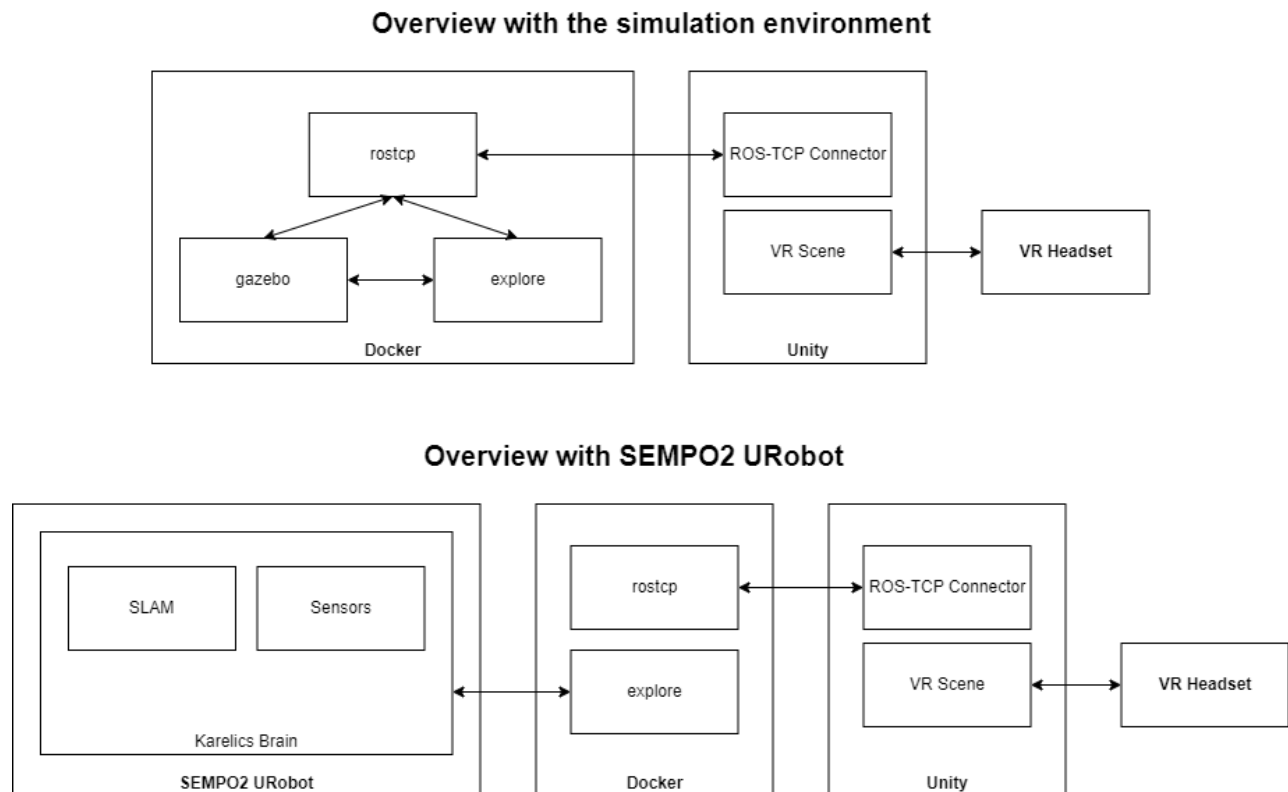 Overview with the simulation environment
rostcp
ROS-TCP Connector
gazebo
explore
VR Scene
VR Headset
Docker
Unity
Overview with SEMPO2 URobot
SLAM
Sensors
rostcp
ROS-TCP Connector
explore
VR Scene
VR Headset
Karelics Brain
SEMPO2 URobot
Docker
Unity